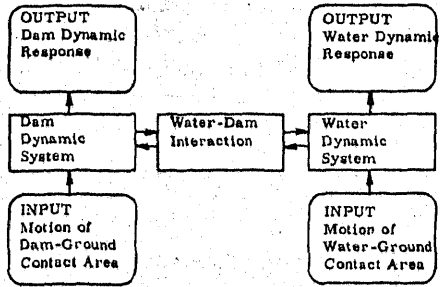 OUTPUT
Dam Dynamic
Response
OUTPUT
Water Dynamic
Response
Dam
Dynamic
System
Water-Dam
Interaction
Water
Dynamic
System
INPUT
Motion of
Dam-Ground
Contact Area
INPUT
Motion of
Water-Ground
Contact Area